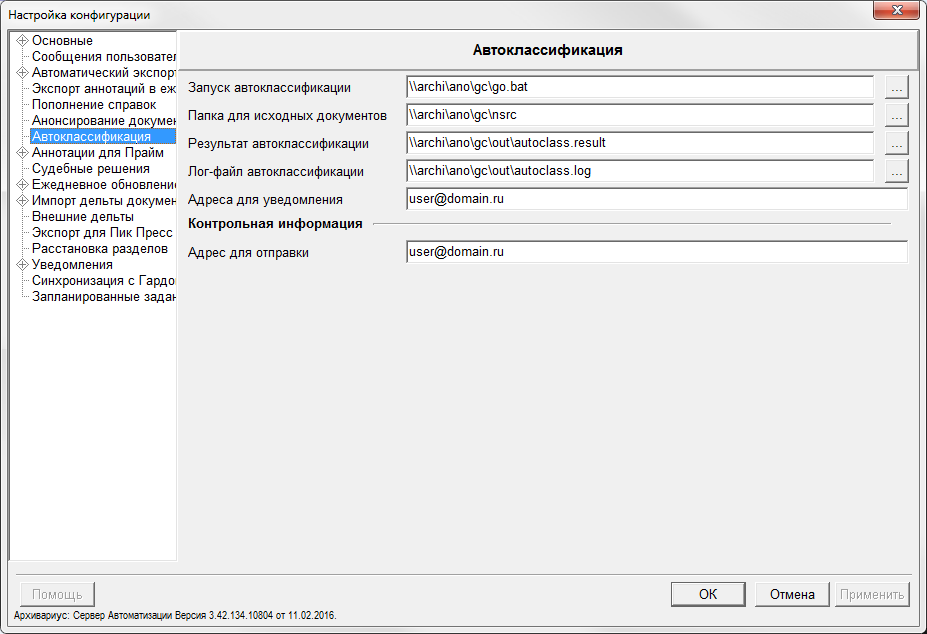 Настройка конфигурации
Основные
Сообщения пользовател
Автоматический экспорт
Экспорт аннотаций в еж
Пополнение справок
Анонсирование докумен
Автоклассификация
Аннотации для Прайм
Судебные решения
Ежедневное обновление
Импорт дельты докумен
Внешние дельты
Экспорт для Пик Пресс
Расстановка разделов
Уведомления
Синхронизация с Гардо
Запланированные задан
Автоклассификация
Запуск автоклассификации \\archi\ano\gc\go.bat ...
Папка для исходных документов \\archi\ano\gc\nsrc ...
Результат автоклассификации \\archi\ano\gc\out\autoclass.result ...
Лог-файл автоклассификации \\archi\ano\gc\out\autoclass.log ...
Адреса для уведомления user@domain.ru
Контрольная информация
Адрес для отправки user@domain.ru
Помощь OK Отмена Применить
Архивариус: Сервер Автоматизации Версия 3.42.134.10804 от 11.02.2016.